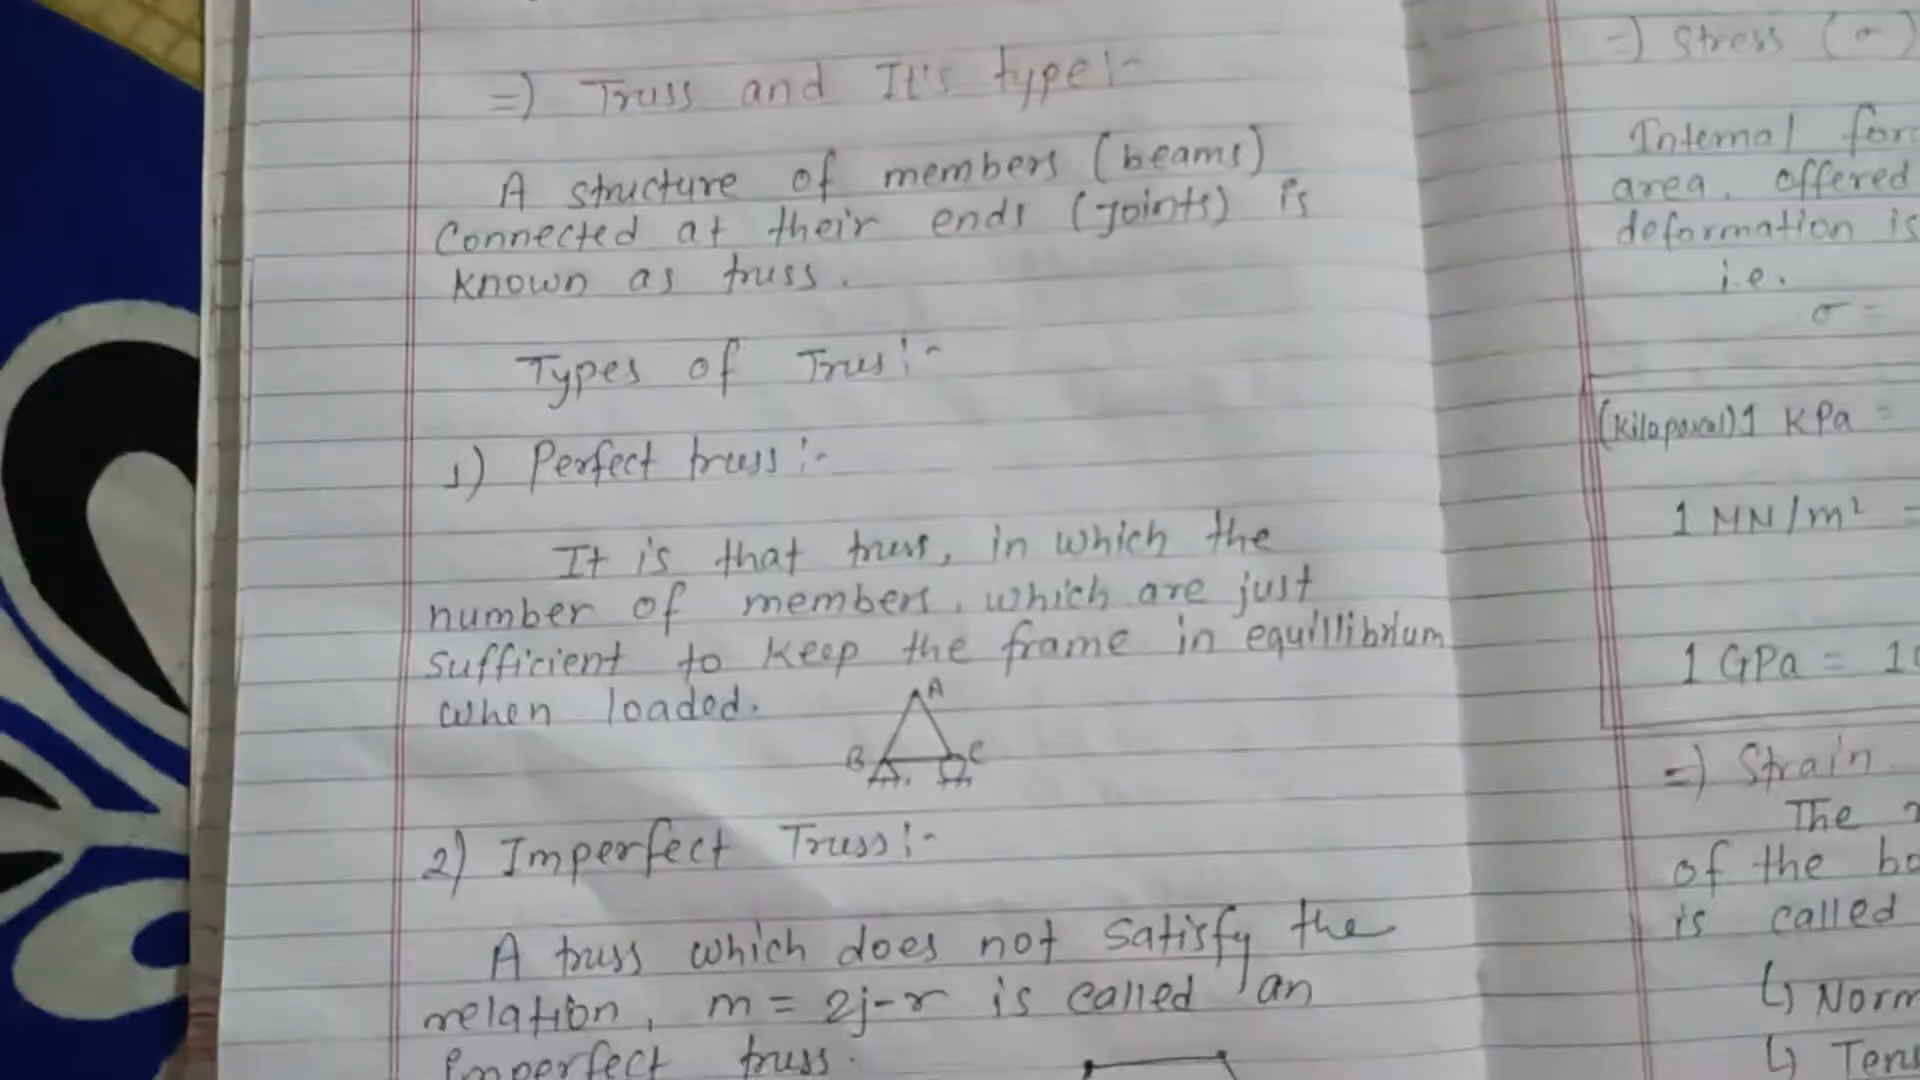 =) Truss and It's type:-
A structure of members (beams)
Connected at their ends (joints) is
known as truss.
Types of Trus:-
1) Perfect truss:-
It is that truss, in which the
number of members, which are just
sufficient to keep the frame in equillibrium
when loaded.
A
B C
2) Imperfect Truss:-
A truss which does not satisfy the
relation, m = 2j-r is called an
imperfect truss.
=) Stress (σ)
Internal
area. offered
deformation is
i.e.
σ =
(kilopascal) 1 KPa =
1 MN/m²
1 GPa =
=) Strain
The
of the
is called
↳
↳